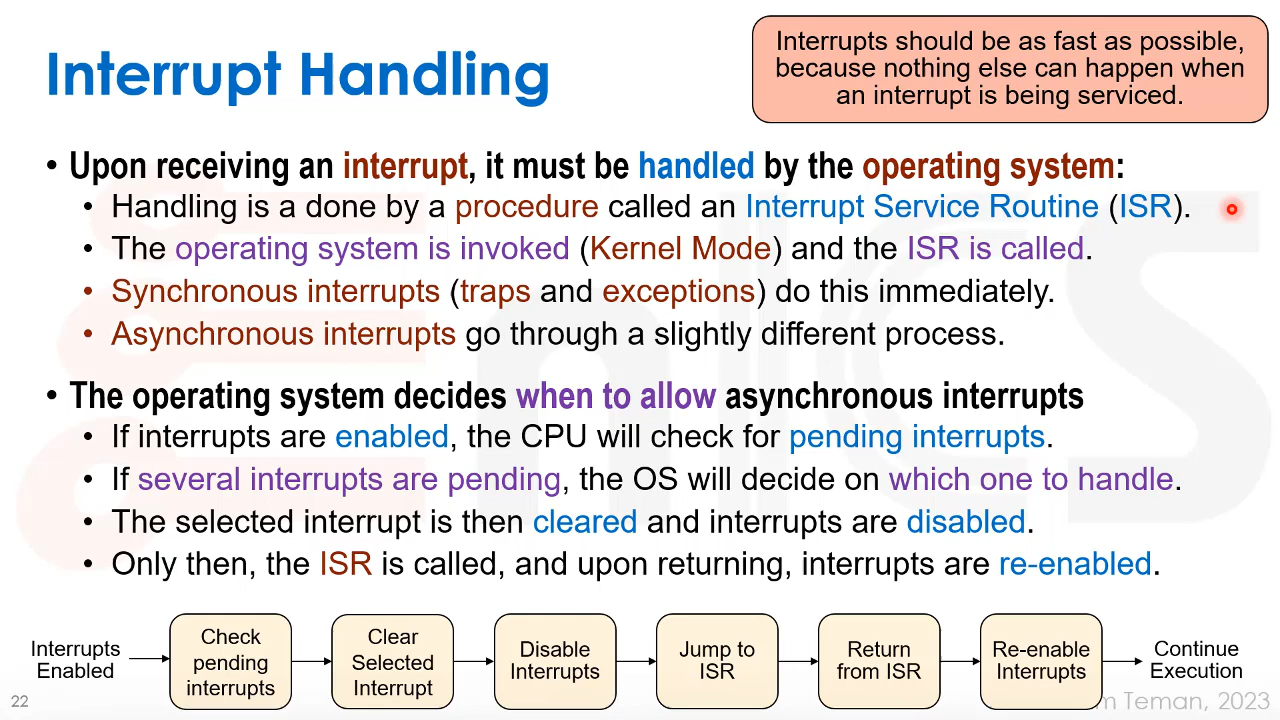 Interrupt Handling
Interrupts should be as fast as possible,
because nothing else can happen when
an interrupt is being serviced.
• Upon receiving an interrupt, it must be handled by the operating system:
• Handling is a done by a procedure called an Interrupt Service Routine (ISR).
• The operating system is invoked (Kernel Mode) and the ISR is called.
• Synchronous interrupts (traps and exceptions) do this immediately.
• Asynchronous interrupts go through a slightly different process.
• The operating system decides when to allow asynchronous interrupts
• If interrupts are enabled, the CPU will check for pending interrupts.
• If several interrupts are pending, the OS will decide on which one to handle.
• The selected interrupt is then cleared and interrupts are disabled.
• Only then, the ISR is called, and upon returning, interrupts are re-enabled.
Interrupts
Enabled
Check
pending
interrupts
Clear
Selected
Interrupt
Disable
Interrupts
Jump to
ISR
Return
from ISR
Re-enable
Interrupts
Continue
Execution
22
m Teman, 2023